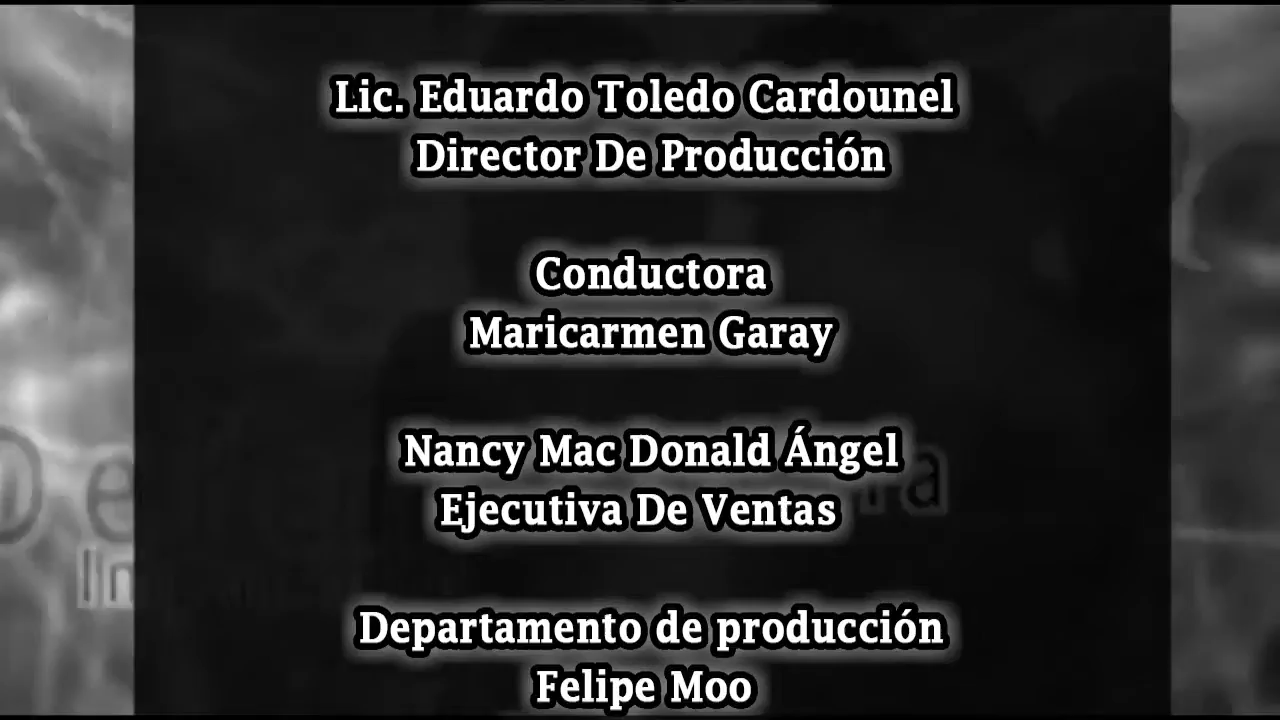 Lic. Eduardo Toledo Cardounel
Director De Producción
Conductora
Maricarmen Garay
Nancy Mac Donald Ángel
Ejecutiva De Ventas
Departamento de producción
Felipe Moo